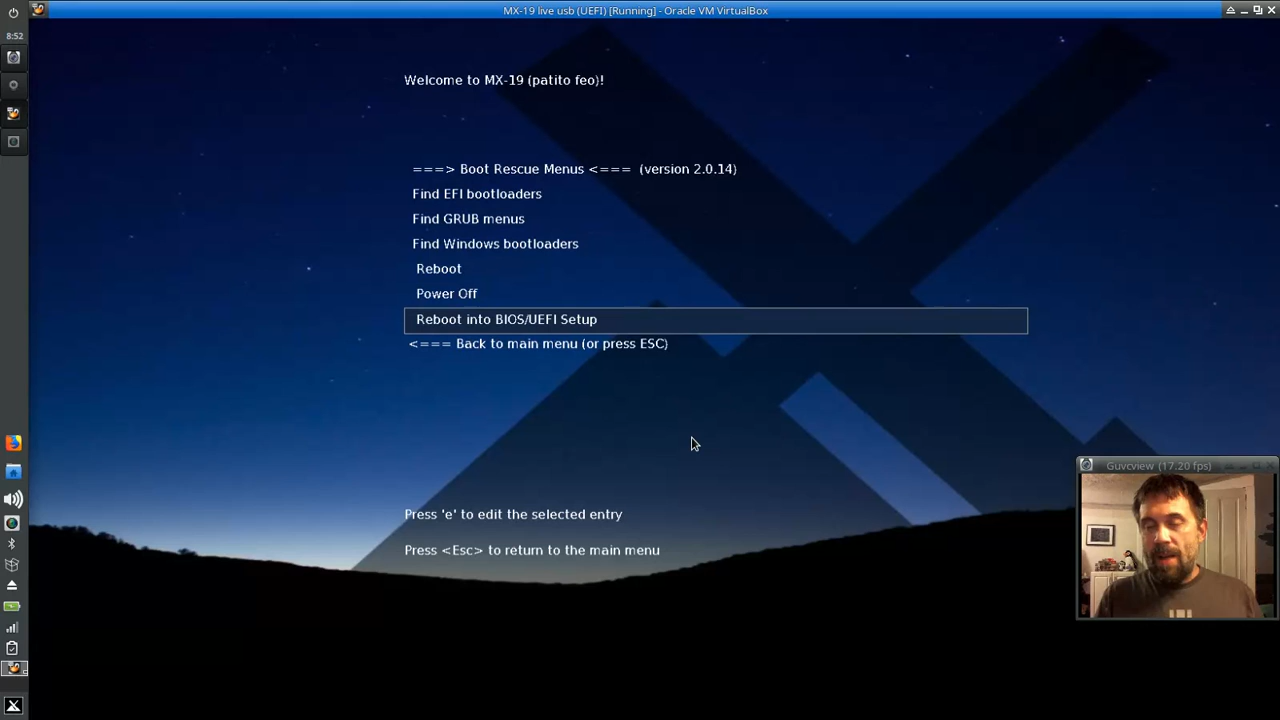 MX-19 live usb (UEFI) [Running] - Oracle VM VirtualBox
8:52
Welcome to MX-19 (patito feo)!
===> Boot Rescue Menus <=== (version 2.0.14)
Find EFI bootloaders
Find GRUB menus
Find Windows bootloaders
Reboot
Power Off
Reboot into BIOS/UEFI Setup
<=== Back to main menu (or press ESC)
Guvcview (17.20 fps)
Press 'e' to edit the selected entry
Press <Esc> to return to the main menu